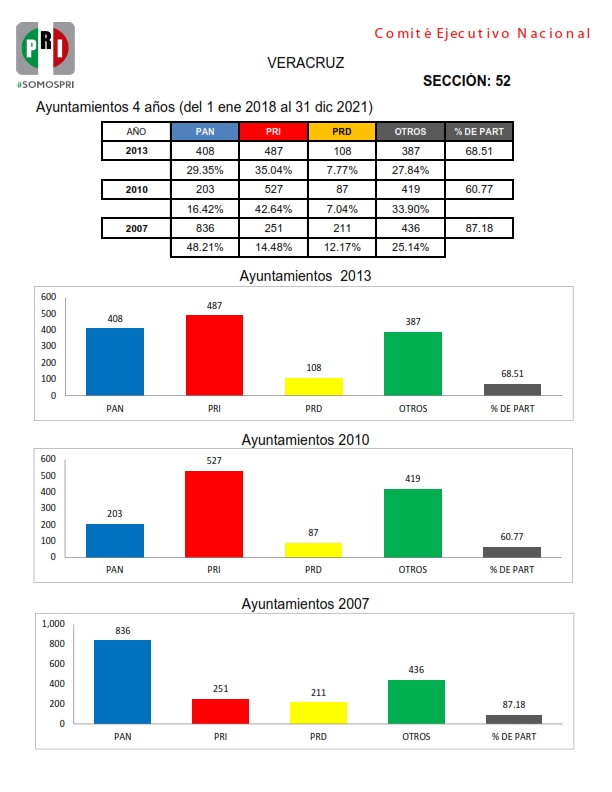 Comité Ejecutivo Nacional
PRI
#SOMOSPRI
VERACRUZ
SECCIÓN: 52
Ayuntamientos 4 años (del 1 ene 2018 al 31 dic 2021)
AÑO PAN PRI PRD OTROS % DE PART
2013 408 487 108 387 68.51
29.35% 35.04% 7.77% 27.84%
2010 203 527 87 419 60.77
16.42% 42.64% 7.04% 33.90%
2007 836 251 211 436 87.18
48.21% 14.48% 12.17% 25.14%
Ayuntamientos 2013
600
500
400
300
200
100
0
408 487 108 387 68.51
PAN PRI PRD OTROS % DE PART
Ayuntamientos 2010
600
500
400
300
200
100
0
203 527 87 419 60.77
PAN PRI PRD OTROS % DE PART
Ayuntamientos 2007
1,000
800
600
400
200
0
836 251 211 436 87.18
PAN PRI PRD OTROS % DE PART